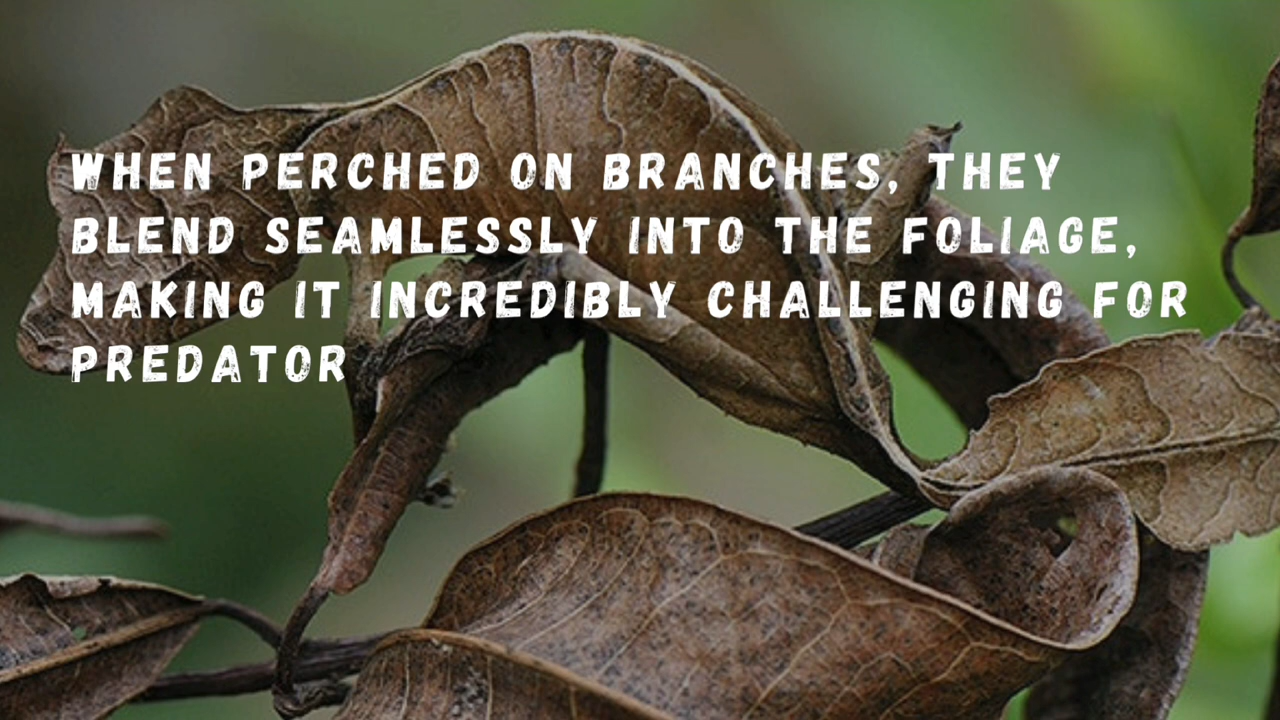 WHEN PERCHED ON BRANCHES, THEY
BLEND SEAMLESSLY INTO THE FOLIAGE,
MAKING IT INCREDIBLY CHALLENGING FOR
PREDATOR